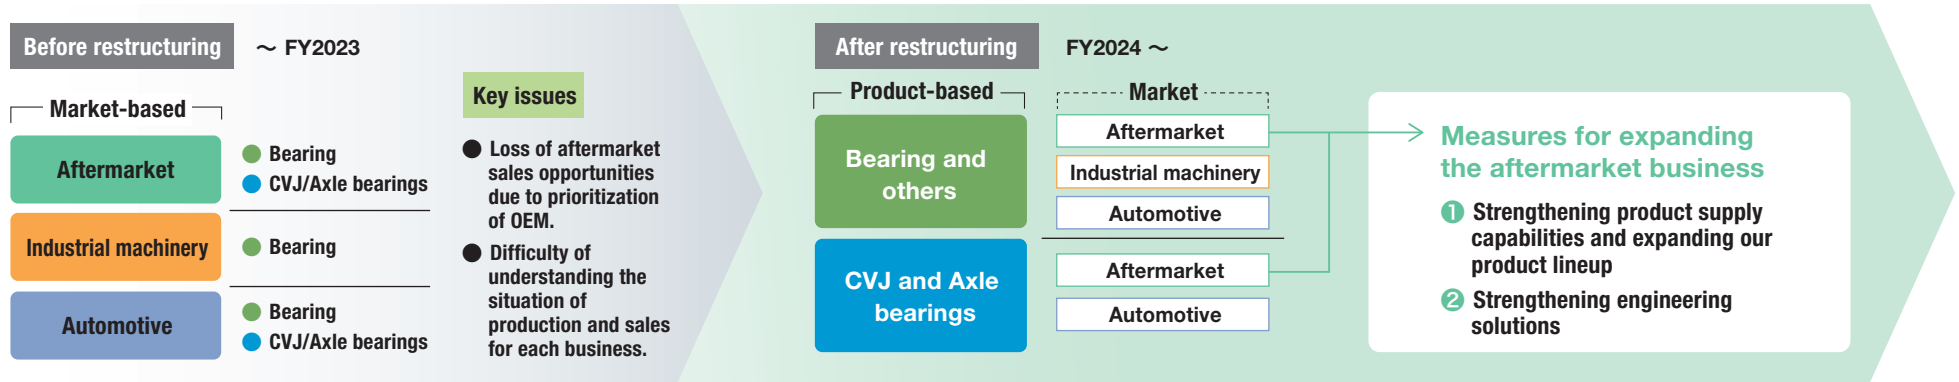 Before restructuring
～ FY2023
Market-based
Aftermarket
Bearing
CVJ/Axle bearings
Industrial machinery
Bearing
Automotive
Bearing
CVJ/Axle bearings
Key issues
● Loss of aftermarket
sales opportunities
due to prioritization
of OEM.
● Difficulty of
understanding the
situation of
production and sales
for each business.
After restructuring
FY2024 ～
Product-based
Market
Bearing and
others
Aftermarket
Industrial machinery
Automotive
CVJ and Axle
bearings
Aftermarket
Automotive
Measures for expanding
the aftermarket business
❶ Strengthening product supply
capabilities and expanding our
product lineup
❷ Strengthening engineering
solutions